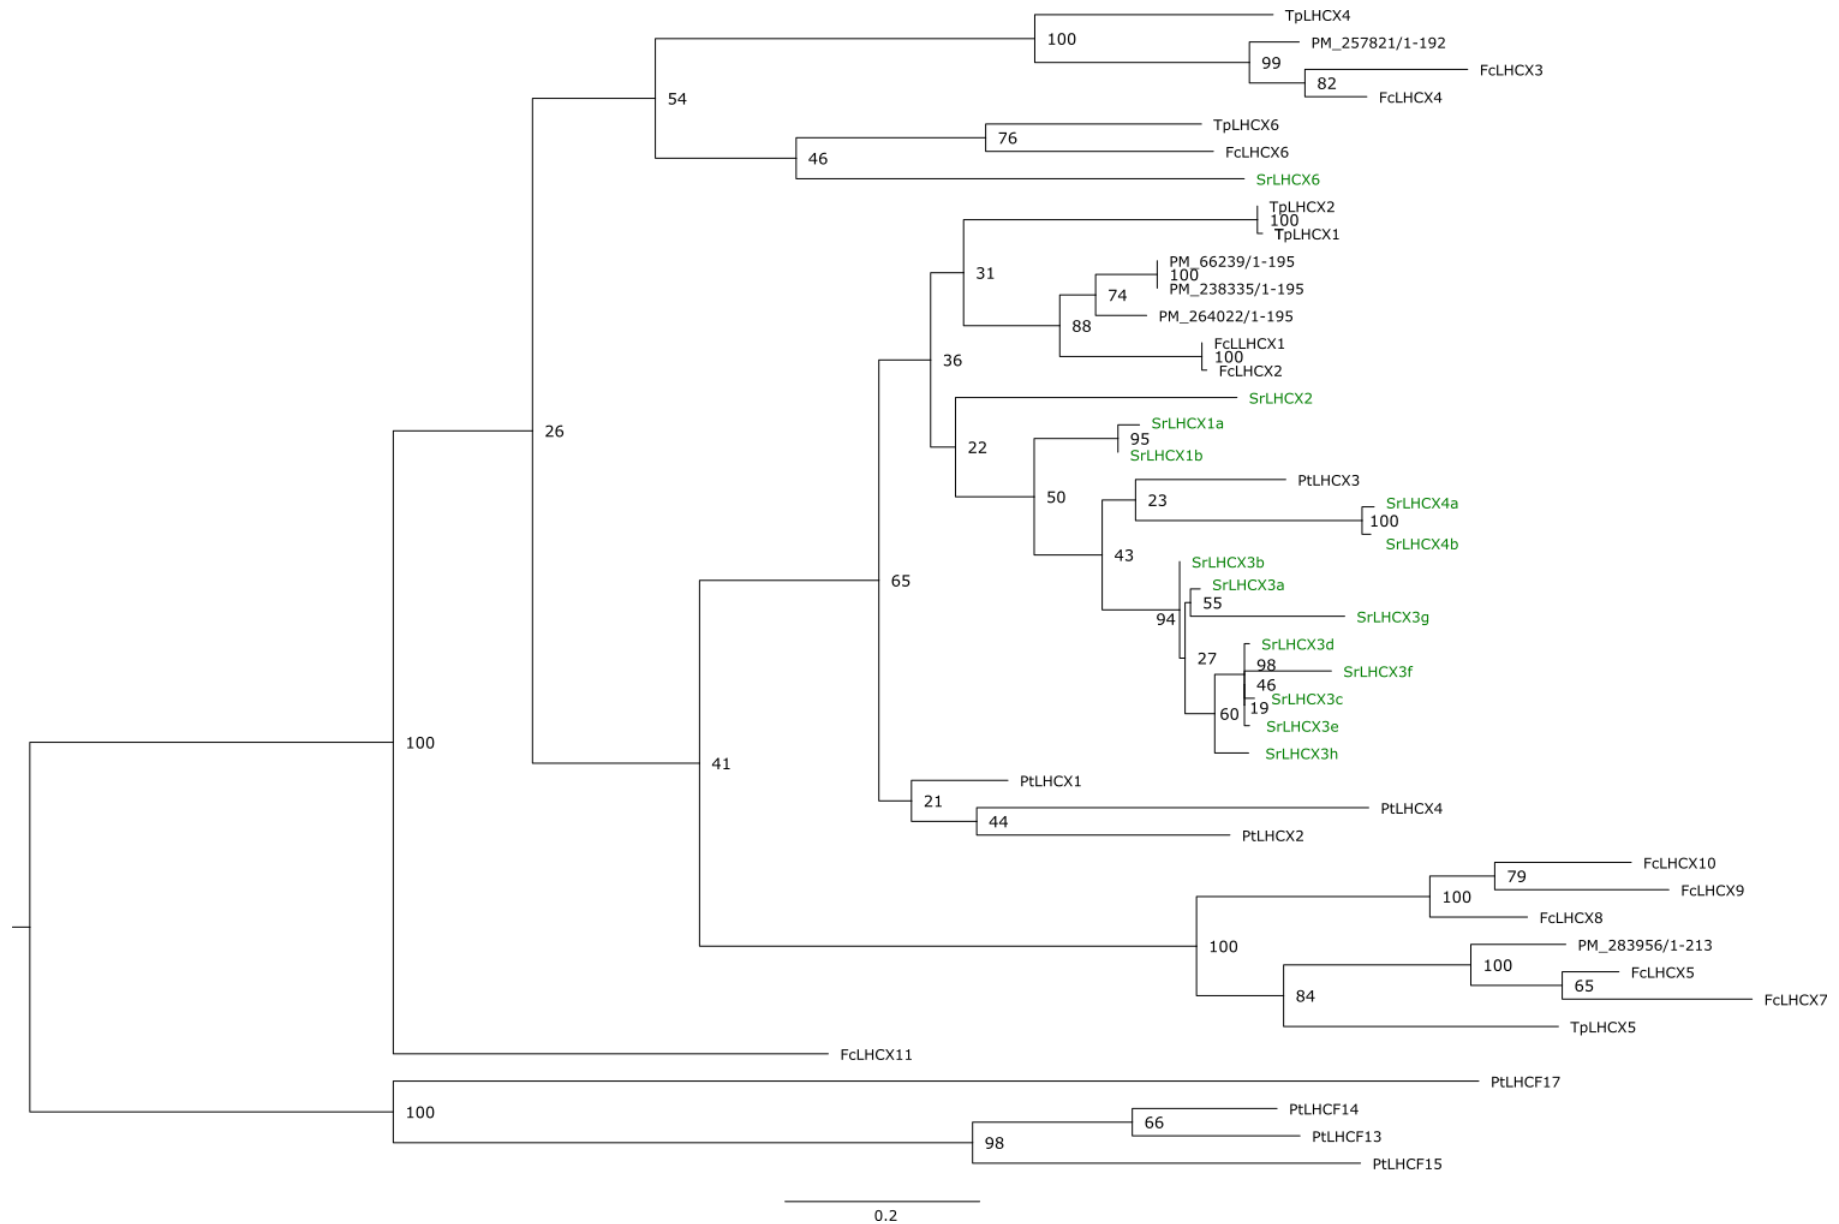 TpLHCX4
100
PM_257821/1-192
99
FcLHCX3
82
FcLHCX4
54
TpLHCX6
76
FcLHCX6
46
SrLHCX6
TpLHCX2
100
TpLHCX1
PM_66239/1-195
100
PM_238335/1-195
31
74
PM_264022/1-195
88
FcLLHCX1
100
FcLHCX2
36
SrLHCX2
SrLHCX1a
95
SrLHCX1b
22
26
PtLHCX3
50
23
SrLHCX4a
100
SrLHCX4b
43
SrLHCX3b
SrLHCX3a
65
55
94
SrLHCX3g
SrLHCX3d
27
98
SrLHCX3f
46
SrLHCX3c
19
60
SrLHCX3e
SrLHCX3h
100
41
PtLHCX1
21
PtLHCX4
44
PtLHCX2
FcLHCX10
79
FcLHCX9
100
FcLHCX8
100
PM_283956/1-213
100
FcLHCX5
65
84
FcLHCX7
TpLHCX5
FcLHCX11
PtLHCF17
100
PtLHCF14
66
PtLHCF13
98
PtLHCF15
0.2